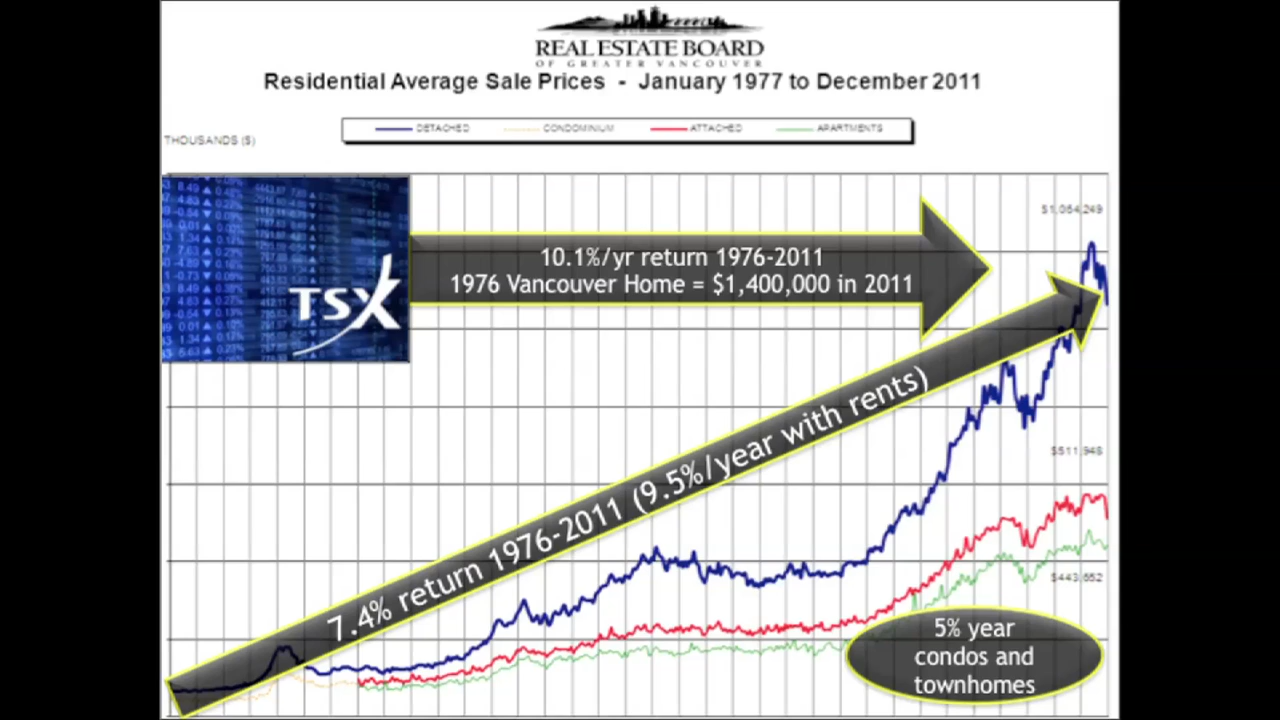 REAL ESTATE BOARD
OF GREATER VANCOUVER
Residential Average Sale Prices - January 1977 to December 2011
DETACHED CONDOMINIUM ATTACHED APARTMENTS
THOUSANDS ($)
$1,054,249
TSX
10.1%/yr return 1976-2011
1976 Vancouver Home = $1,400,000 in 2011
7.4% return 1976-2011 (9.5%/year with rents)
$511,948
$443,652
5% year
condos and
townhomes